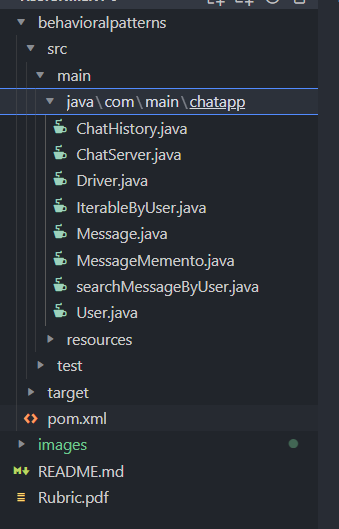 behavioralpatterns
src
main
java\com\main\chatapp
ChatHistory.java
ChatServer.java
Driver.java
IterableByUser.java
Message.java
MessageMemento.java
searchMessageByUser.java
User.java
resources
test
target
pom.xml
images
README.md
Rubric.pdf